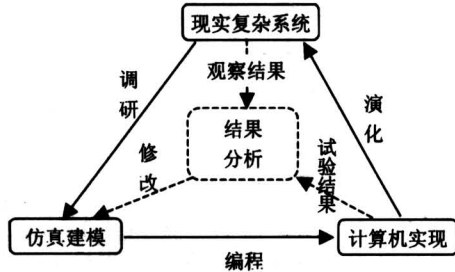 现实复杂系统
观察结果
调研
演化
结果
分析
修改
试验结果
仿真建模
计算机实现
编程